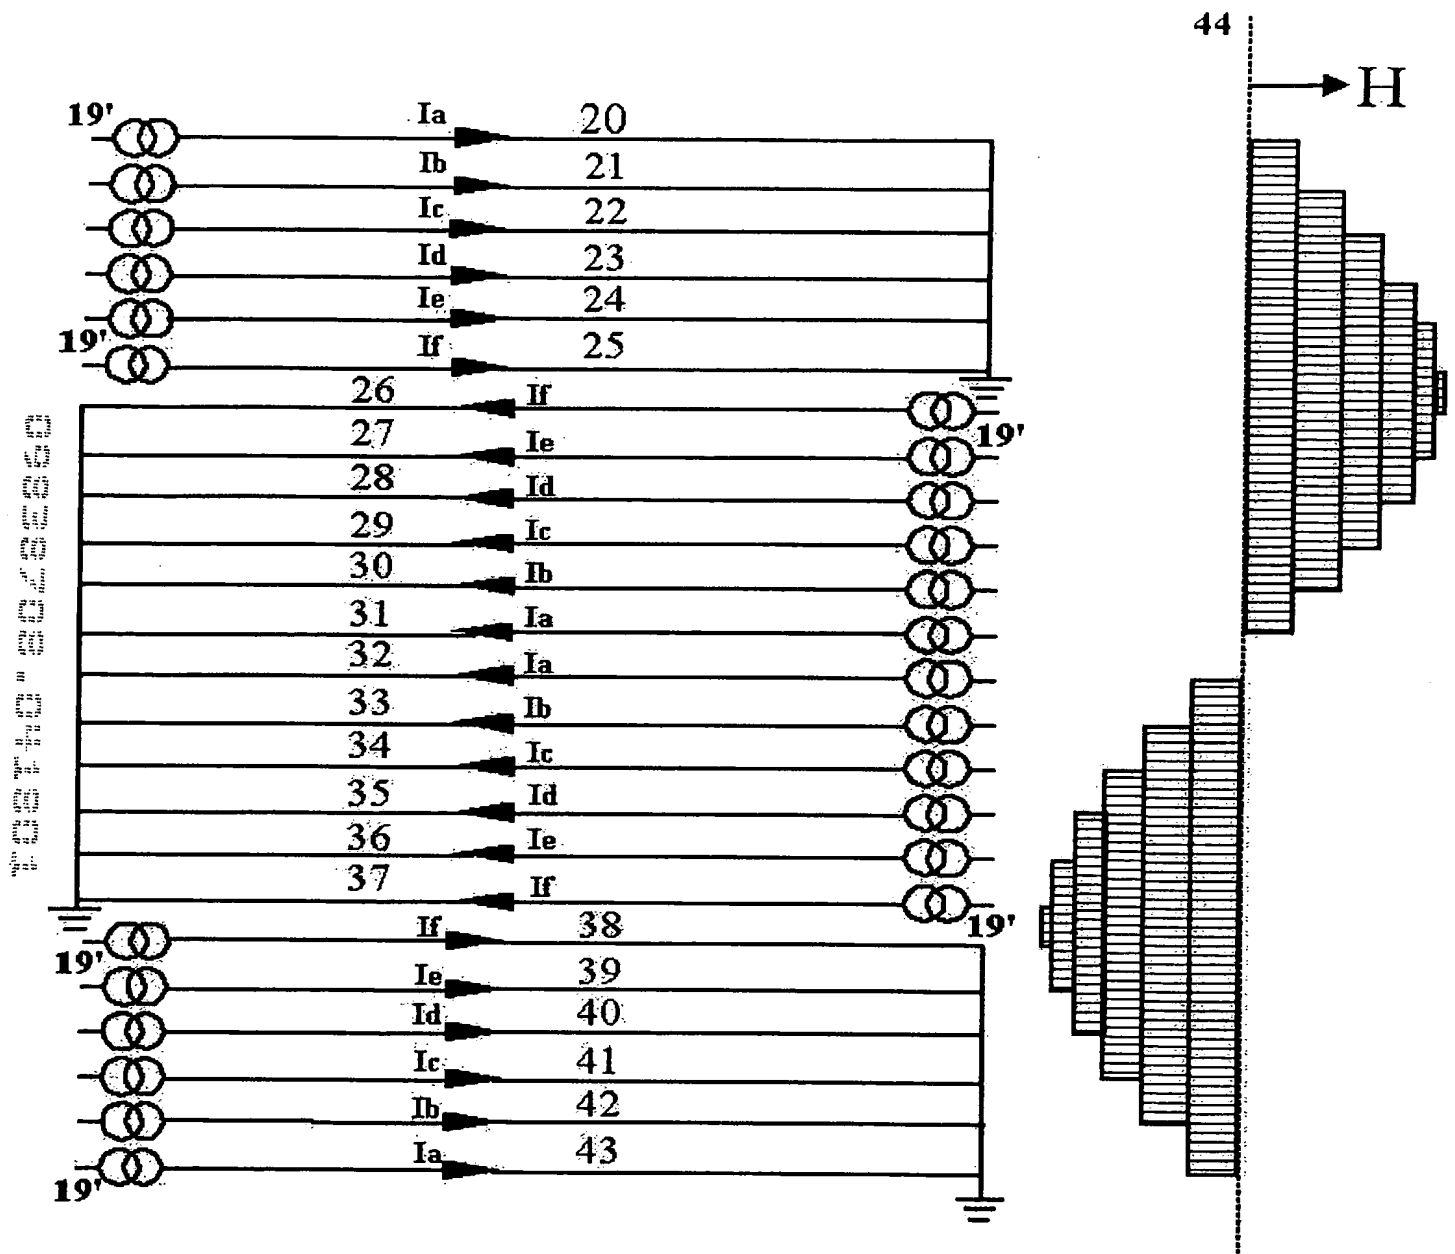 44
H
19' Ia 20
Ib 21
Ic 22
Id 23
Ie 24
19' If 25
26 If
19'
27 Ie
28 Id
29 Ic
30 Ib
31 Ia
32 Ia
33 Ib
34 Ic
35 Id
36 Ie
37 If
19'
If 38
19'
Ie 39
Id 40
Ic 41
Ib 42
Ia 43
19'